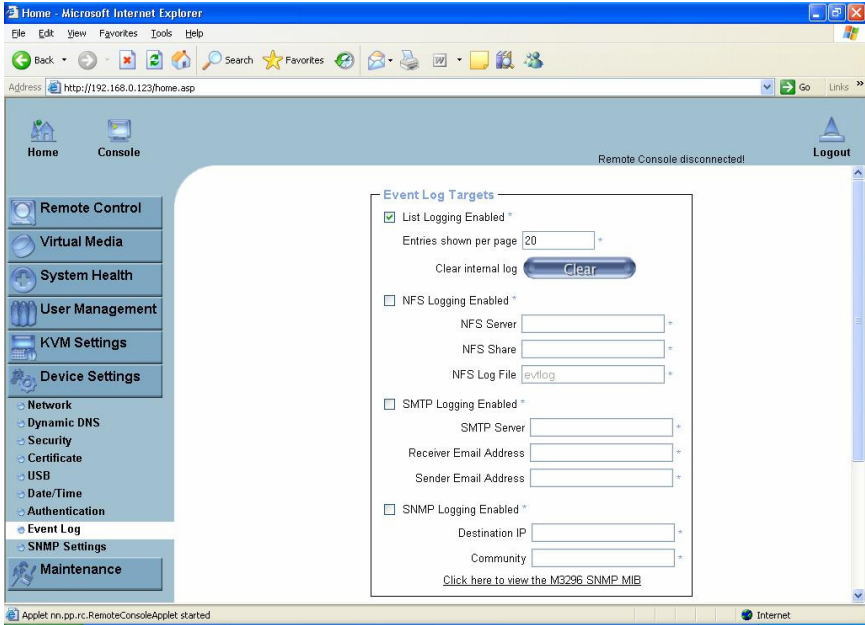 Home - Microsoft Internet Explorer
File Edit View Favorites Tools Help
Back Search Favorites
Address http://192.168.0.123/home.asp Go Links »
Home Console Logout
Remote Console disconnected!
Remote Control
Virtual Media
System Health
User Management
KVM Settings
Device Settings
Network
Dynamic DNS
Security
Certificate
USB
Date/Time
Authentication
Event Log
SNMP Settings
Maintenance
Event Log Targets
List Logging Enabled *
Entries shown per page 20 *
Clear internal log Clear
NFS Logging Enabled *
NFS Server *
NFS Share *
NFS Log File evtlog *
SMTP Logging Enabled *
SMTP Server *
Receiver Email Address *
Sender Email Address *
SNMP Logging Enabled *
Destination IP *
Community *
Click here to view the M3296 SNMP MIB
Applet nn.pp.rc.RemoteConsoleApplet started Internet